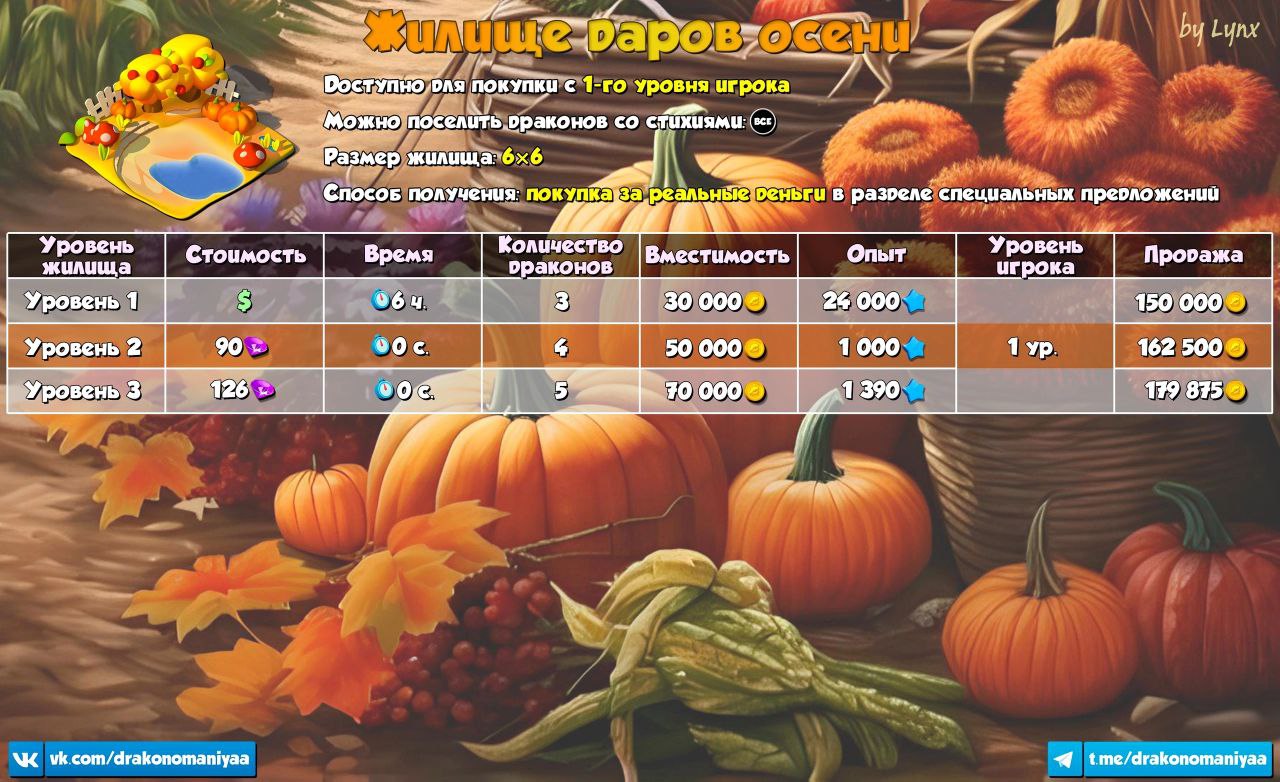 Жилище даров осени
by Lynx
Доступно для покупки с 1-го уровня игрока
Можно поселить драконов со стихиями: ВСЕ
Размер жилища: 6×6
Способ получения: покупка за реальные деньги в разделе специальных предложений
Уровень жилища Стоимость Время Количество драконов Вместимость Опыт Уровень игрока Продажа
Уровень 1 $ 6 ч. 3 30 000 24 000 150 000
Уровень 2 90 0 с. 4 50 000 1 000 1 ур. 162 500
Уровень 3 126 0 с. 5 70 000 1 390 179 875
vk.com/drakonomaniyaa
t.me/drakonomaniyaa